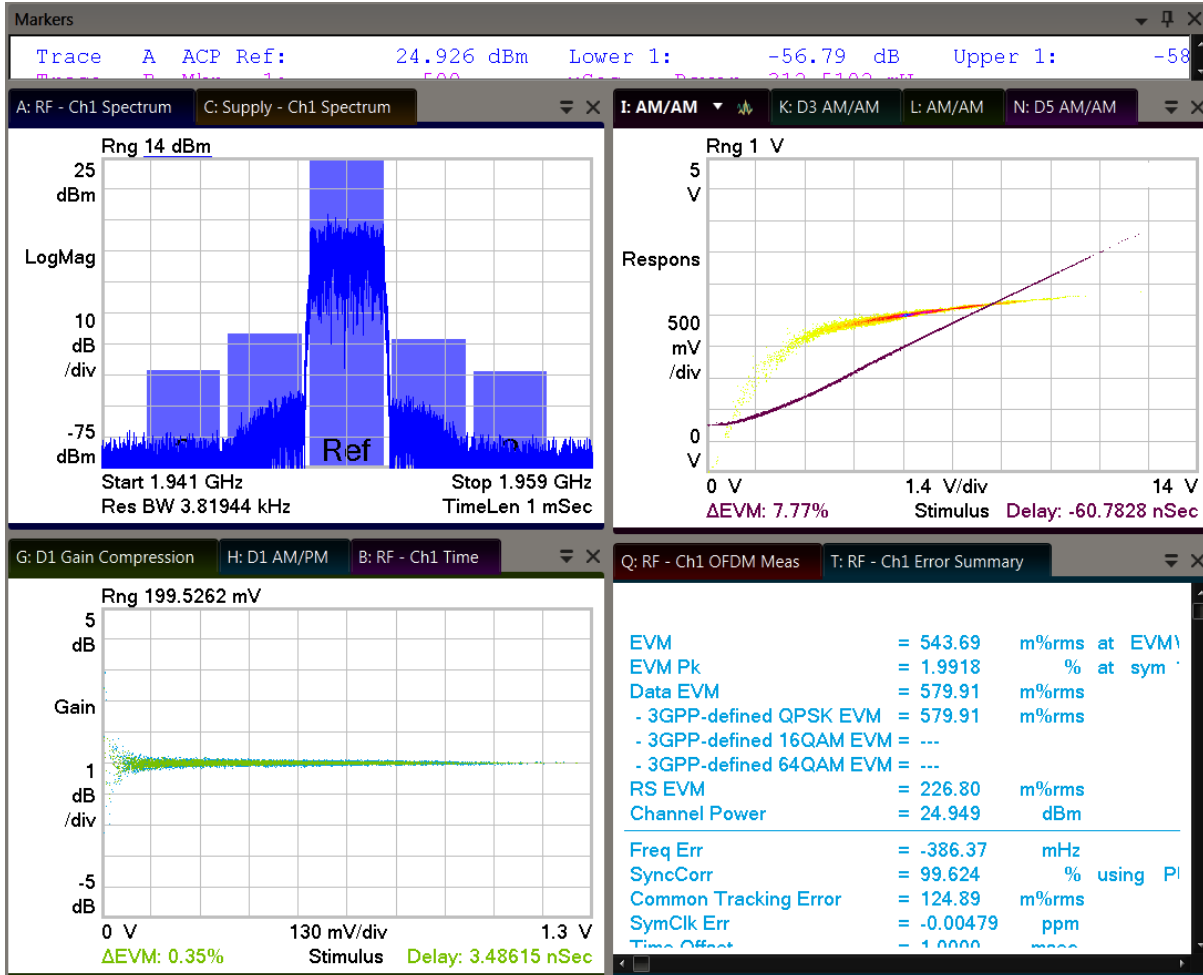 Markers
Trace A ACP Ref: 24.926 dBm Lower 1: -56.79 dB Upper 1: -58
A: RF - Ch1 Spectrum C: Supply - Ch1 Spectrum
Rng 14 dBm
25
dBm
LogMag
10
dB
/div
-75
dBm
Ref
Start 1.941 GHz Stop 1.959 GHz
Res BW 3.81944 kHz TimeLen 1 mSec
I: AM/AM K: D3 AM/AM L: AM/AM N: D5 AM/AM
Rng 1 V
5
V
Respons
500
mV
/div
0
V
0 V 1.4 V/div 14 V
ΔEVM: 7.77% Stimulus Delay: -60.7828 nSec
G: D1 Gain Compression H: D1 AM/PM B: RF - Ch1 Time
Rng 199.5262 mV
5
dB
Gain
1
dB
/div
-5
dB
0 V 130 mV/div 1.3 V
ΔEVM: 0.35% Stimulus Delay: 3.48615 nSec
Q: RF - Ch1 OFDM Meas T: RF - Ch1 Error Summary
EVM = 543.69 m%rms at EVM
EVM Pk = 1.9918 % at sym
Data EVM = 579.91 m%rms
- 3GPP-defined QPSK EVM = 579.91 m%rms
- 3GPP-defined 16QAM EVM = ---
- 3GPP-defined 64QAM EVM = ---
RS EVM = 226.80 m%rms
Channel Power = 24.949 dBm
Freq Err = -386.37 mHz
SyncCorr = 99.624 % using
Common Tracking Error = 124.89 m%rms
SymClk Err = -0.00479 ppm